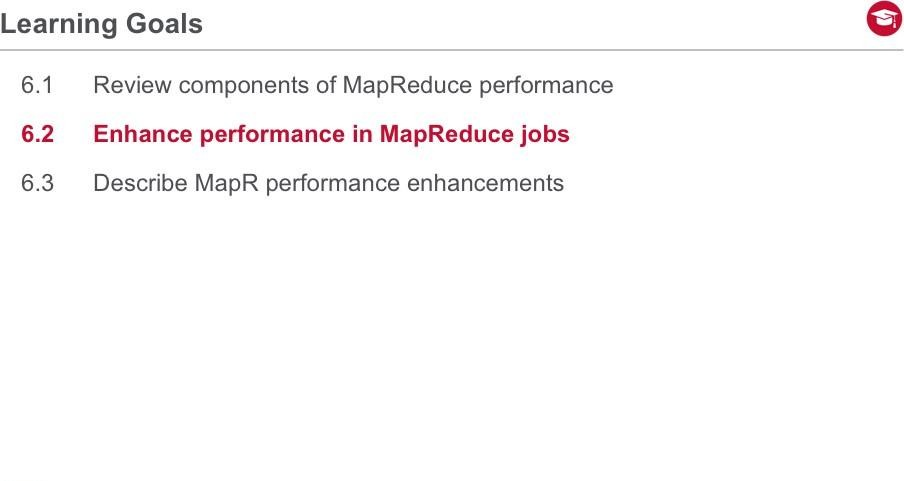 Learning Goals
6.1 Review components of MapReduce performance
6.2 Enhance performance in MapReduce jobs
6.3 Describe MapR performance enhancements